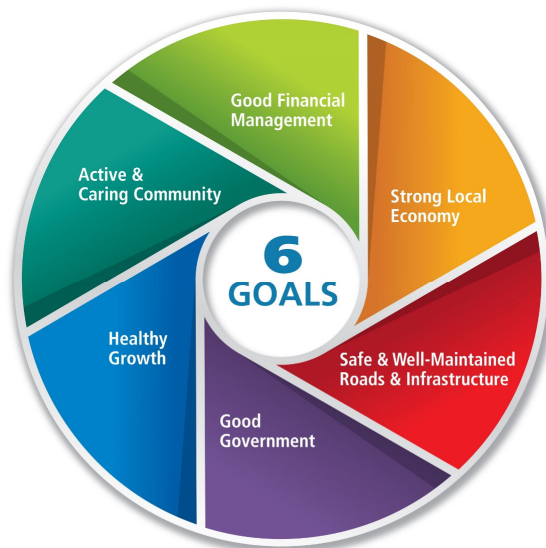 6
GOALS
Good Financial
Management
Strong Local
Economy
Safe & Well-Maintained
Roads & Infrastructure
Good
Government
Healthy
Growth
Active &
Caring Community